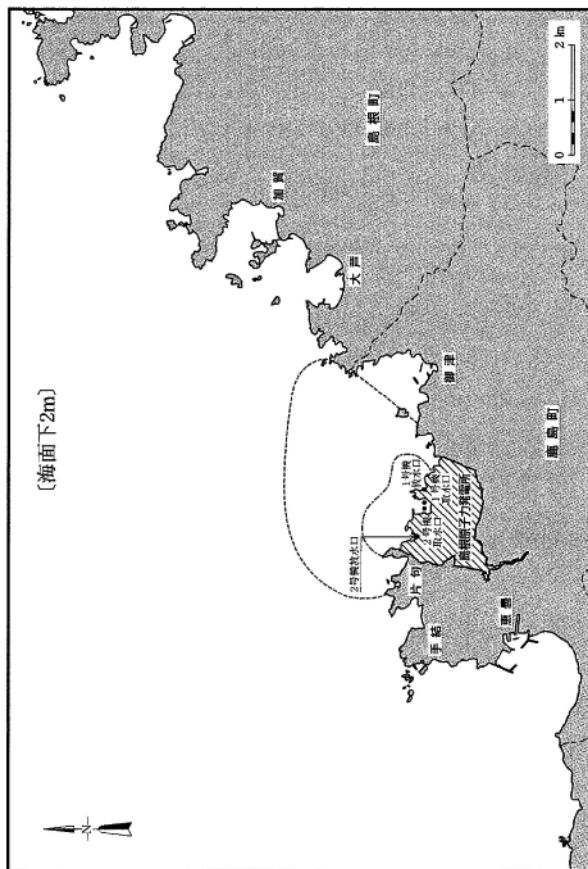 〔海面下2m〕
N
島根町
加賀
大芦
御津
鹿島町
1号機
放水口
1号機
取水口
2号機
取水口
2号機放水口
島根原子力発電所
片句
手結
恵曇
0 1 2 km